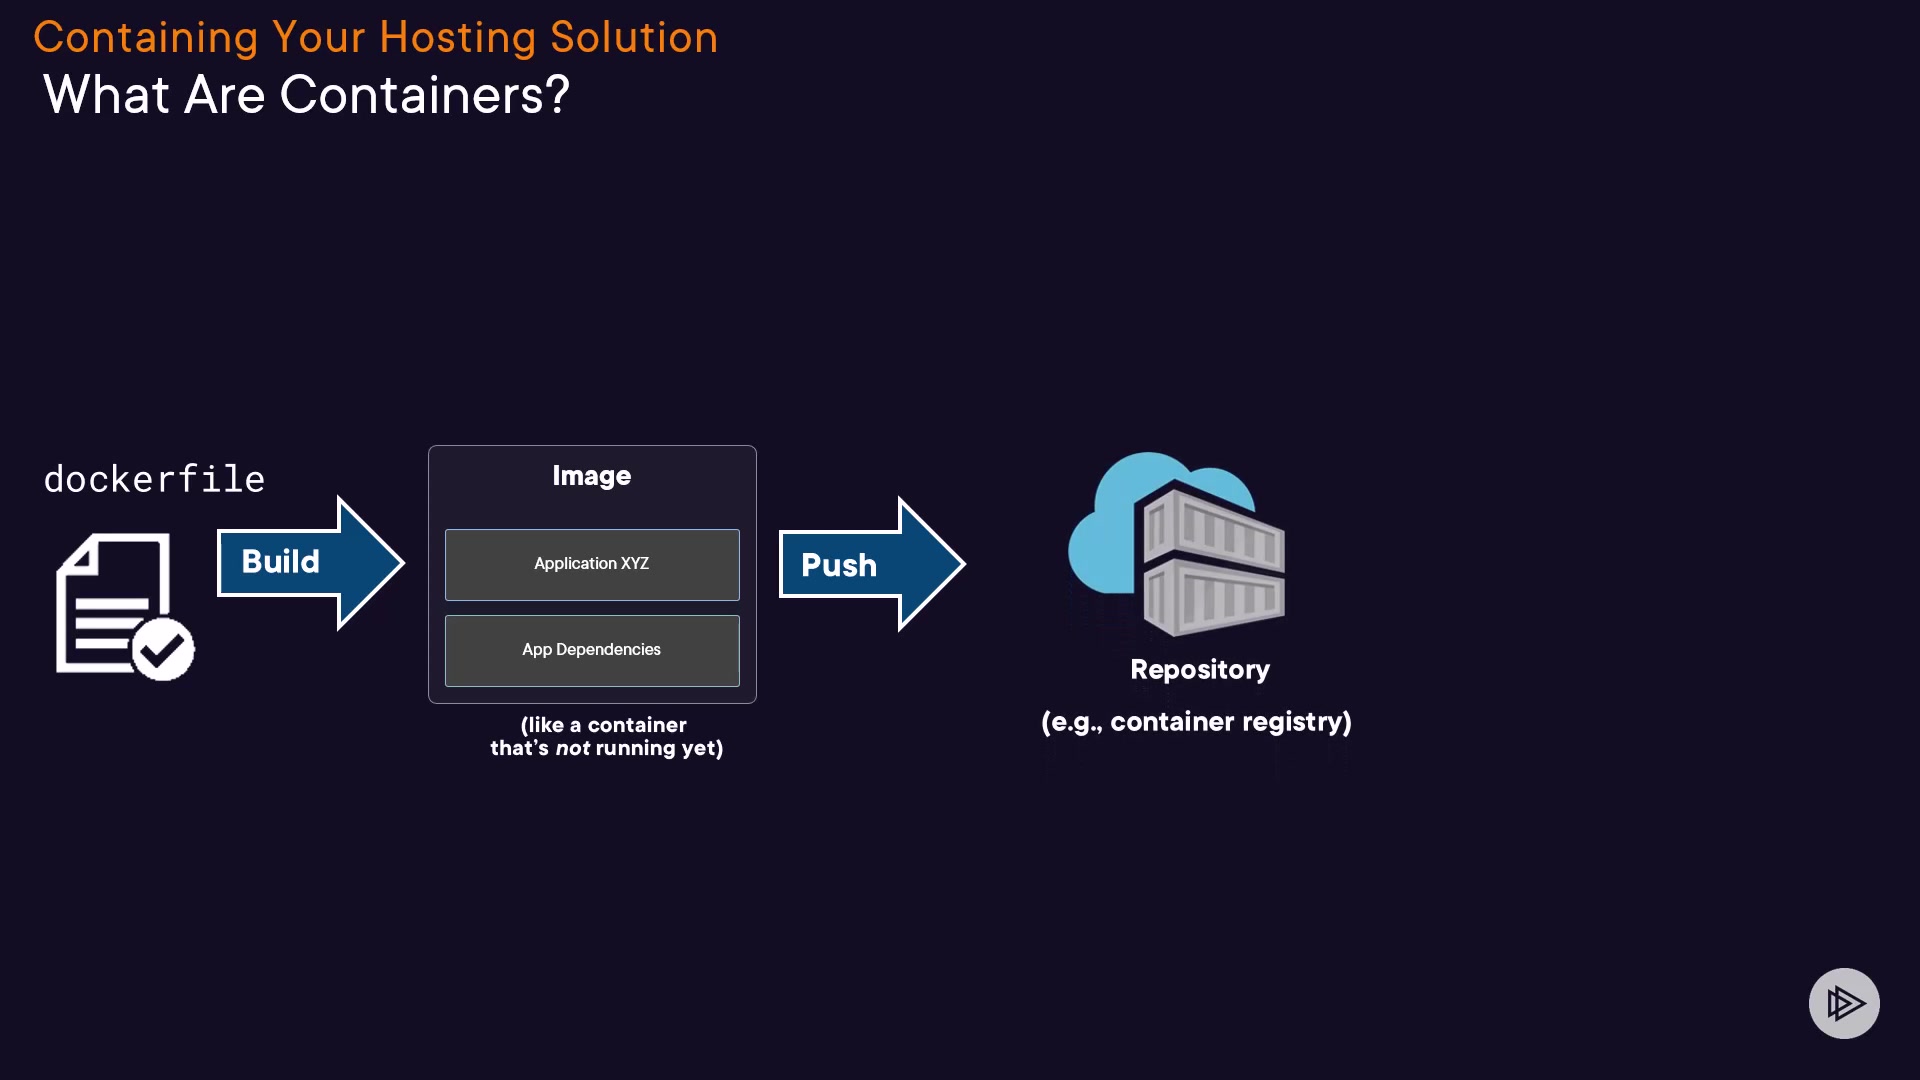 Containing Your Hosting Solution
What Are Containers?
dockerfile
Build
Image
Application XYZ
App Dependencies
(like a container
that's not running yet)
Push
Repository
(e.g., container registry)